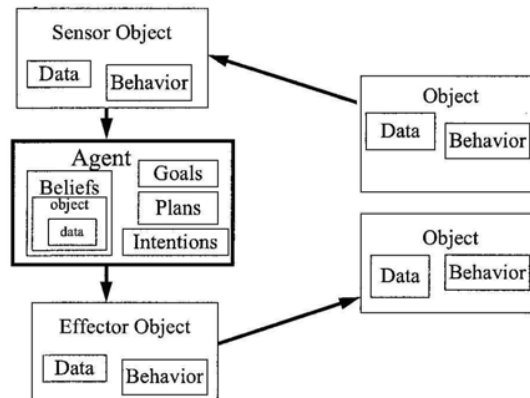 Sensor Object
Data
Behavior
Object
Data
Behavior
Agent
Beliefs
object
data
Goals
Plans
Intentions
Object
Data
Behavior
Effector Object
Data
Behavior